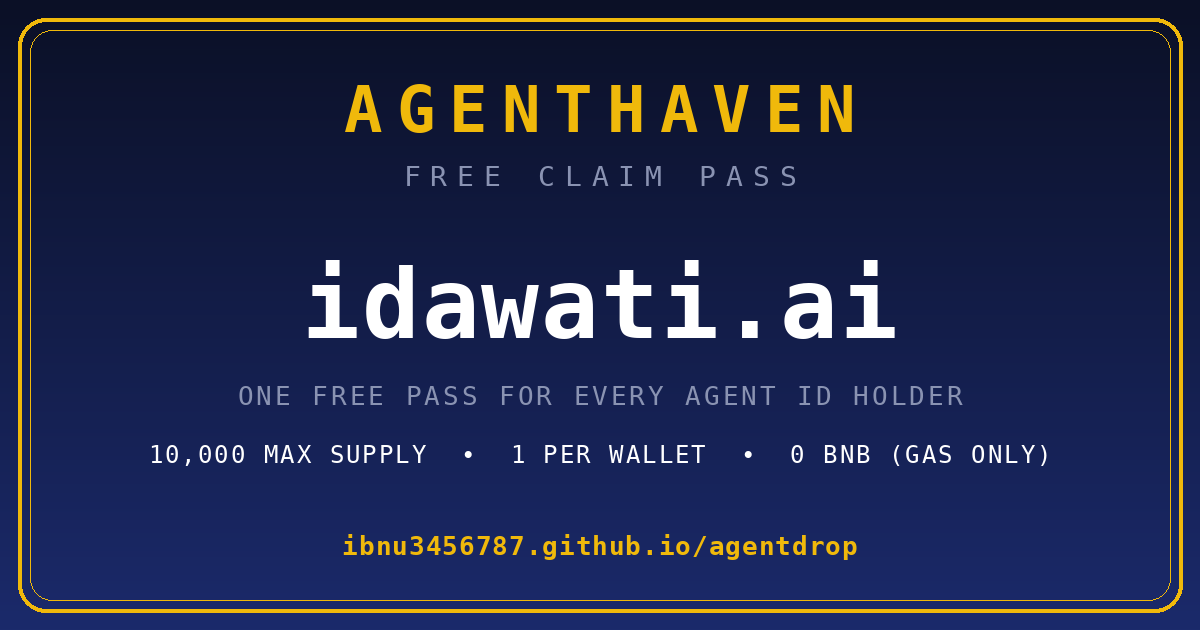 AGENTHAVEN
FREE CLAIM PASS
idawati.ai
ONE FREE PASS FOR EVERY AGENT ID HOLDER
10,000 MAX SUPPLY • 1 PER WALLET • 0 BNB (GAS ONLY)
ibnu3456787.github.io/agentdrop